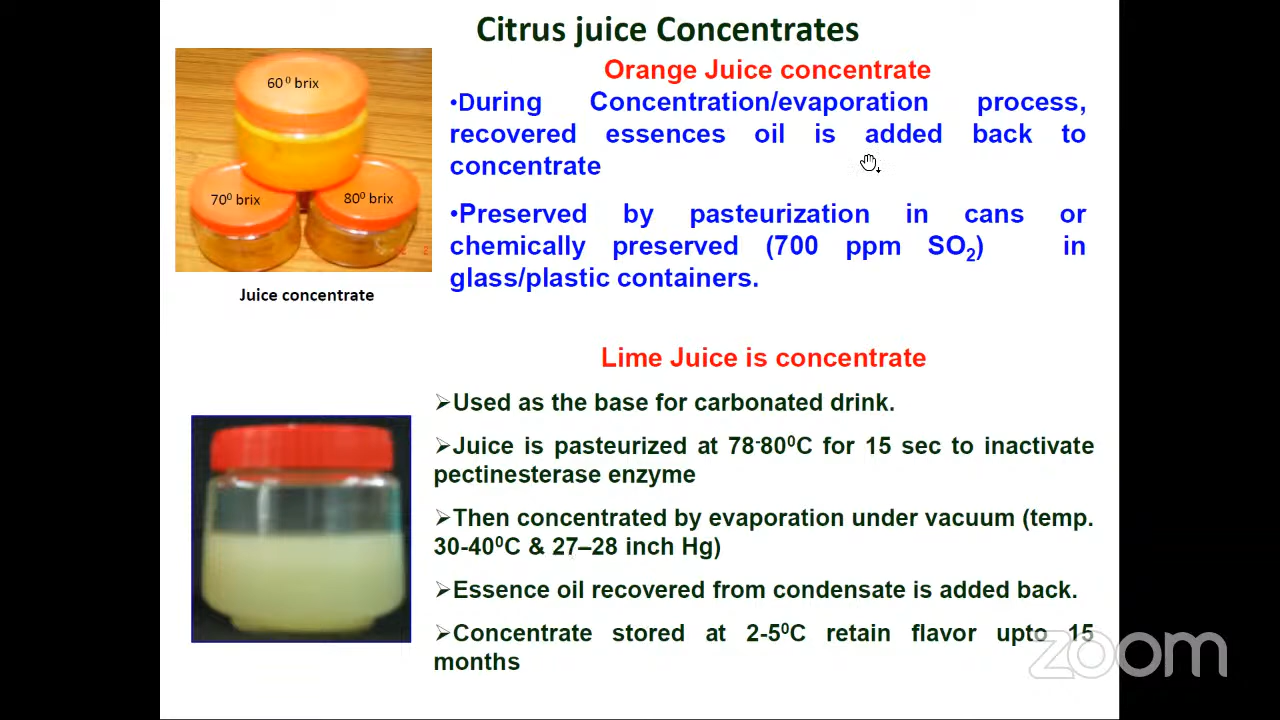 Citrus juice Concentrates
60⁰ brix
70⁰ brix
80⁰ brix
Juice concentrate
Orange Juice concentrate
•During Concentration/evaporation process,
recovered essences oil is added back to
concentrate
•Preserved by pasteurization in cans or
chemically preserved (700 ppm SO₂) in
glass/plastic containers.
Lime Juice is concentrate
➢Used as the base for carbonated drink.
➢Juice is pasteurized at 78-80⁰C for 15 sec to inactivate
pectinesterase enzyme
➢Then concentrated by evaporation under vacuum (temp.
30-40⁰C & 27–28 inch Hg)
➢Essence oil recovered from condensate is added back.
➢Concentrate stored at 2-5⁰C retain flavor upto 15
months
zoom